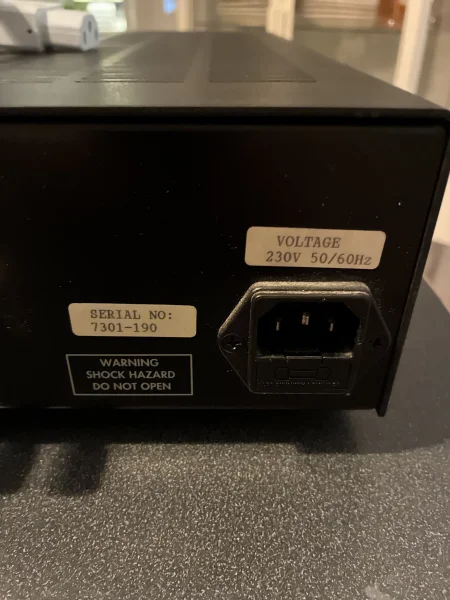 VOLTAGE
230V 50/60Hz
SERIAL NO:
7301-190
WARNING
SHOCK HAZARD
DO NOT OPEN